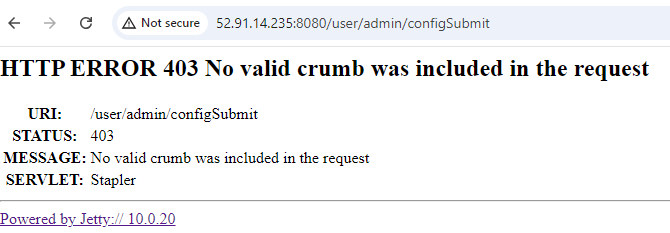 Not secure 52.91.14.235:8080/user/admin/configSubmit
HTTP ERROR 403 No valid crumb was included in the request
URI: /user/admin/configSubmit
STATUS: 403
MESSAGE: No valid crumb was included in the request
SERVLET: Stapler
Powered by Jetty:// 10.0.20